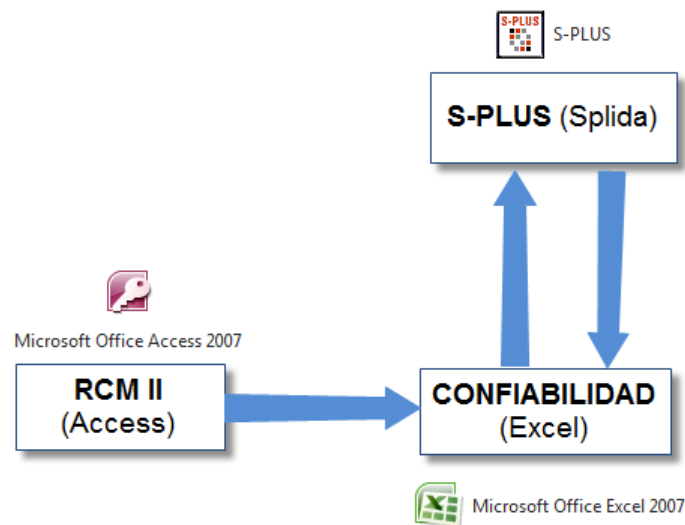 S-PLUS
S-PLUS
S-PLUS (Splida)
Microsoft Office Access 2007
RCM II
(Access)
CONFIABILIDAD
(Excel)
Microsoft Office Excel 2007